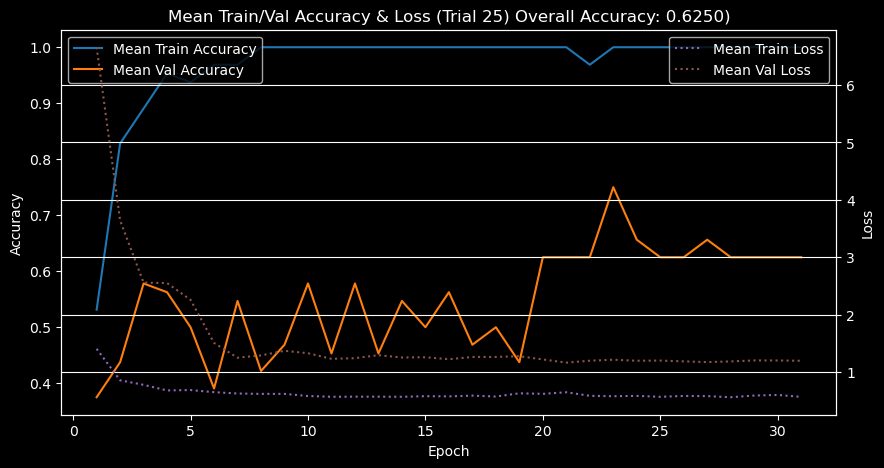 Mean Train/Val Accuracy & Loss (Trial 25) Overall Accuracy: 0.6250)
Mean Train Accuracy
Mean Val Accuracy
Mean Train Loss
Mean Val Loss
1.0
0.9
0.8
0.7
0.6
0.5
0.4
Accuracy
6
5
4
3
2
1
Loss
0 5 10 15 20 25 30
Epoch